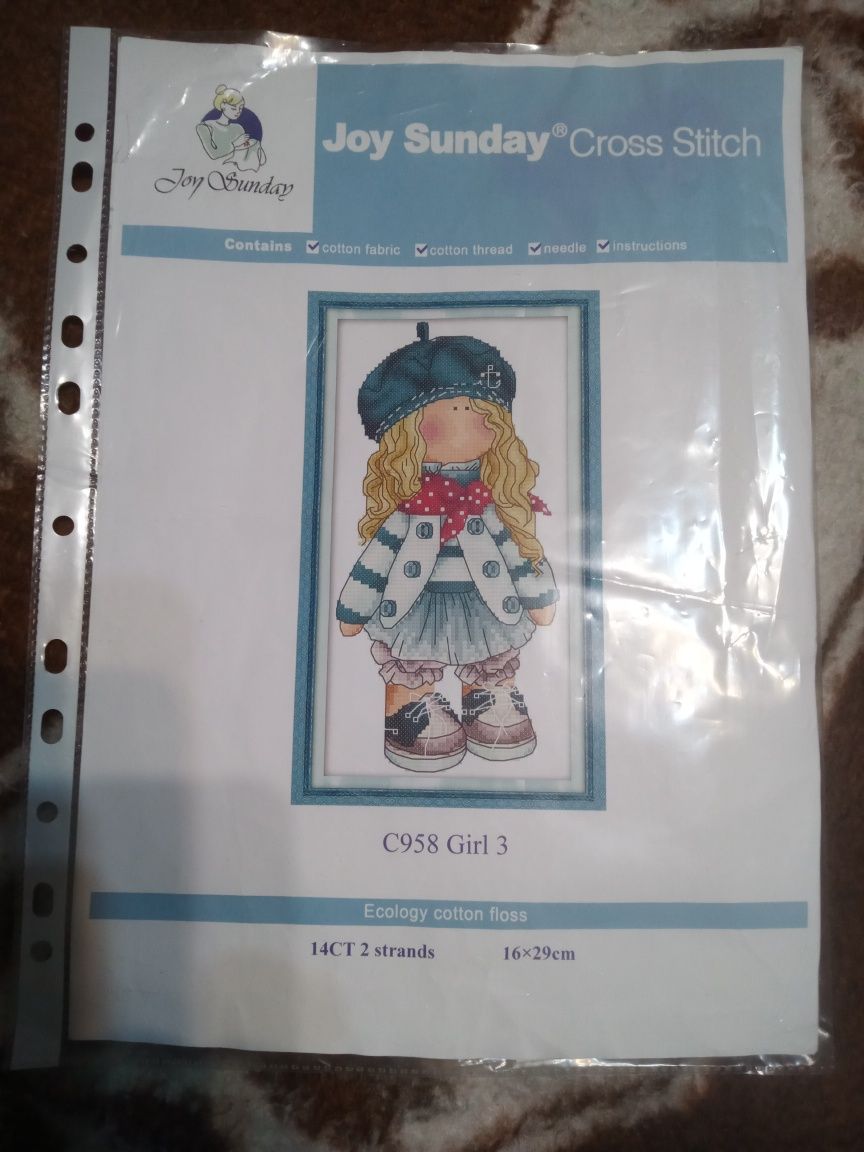 Joy Sunday
Joy Sunday® Cross Stitch
Contains cotton fabric cotton thread needle instructions
C958 Girl 3
Ecology cotton floss
14CT 2 strands 16×29cm